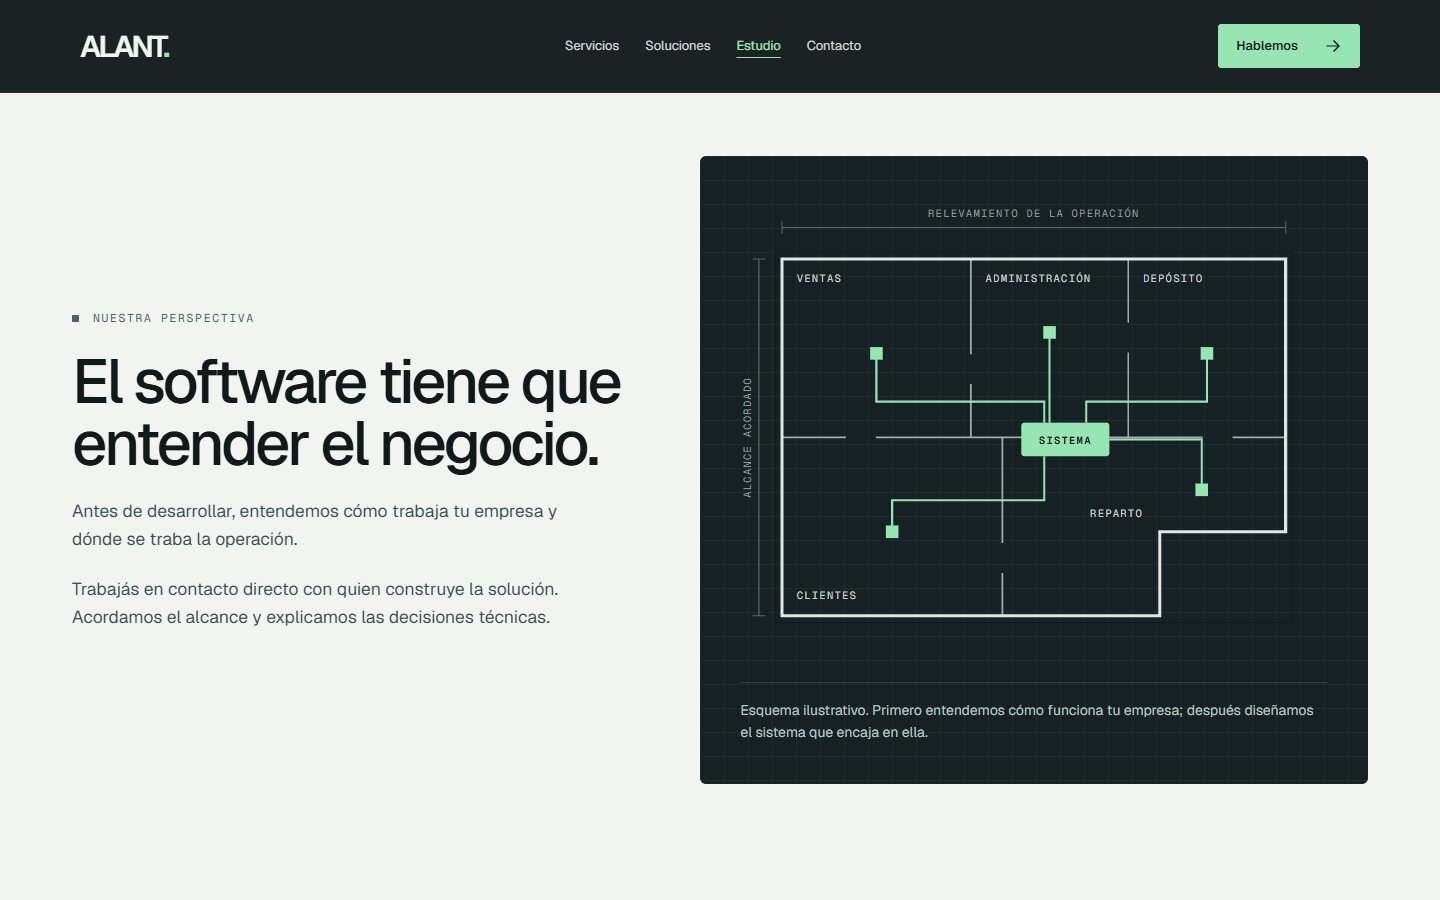 ALANT.
Servicios
Soluciones
Estudio
Contacto
Hablemos
NUESTRA PERSPECTIVA
El software tiene que
entender el negocio.
Antes de desarrollar, entendemos cómo trabaja tu empresa y
dónde se traba la operación.
Trabajás en contacto directo con quien construye la solución.
Acordamos el alcance y explicamos las decisiones técnicas.
RELEVAMIENTO DE LA OPERACIÓN
ALCANCE ACORDADO
VENTAS
ADMINISTRACIÓN
DEPÓSITO
SISTEMA
REPARTO
CLIENTES
Esquema ilustrativo. Primero entendemos cómo funciona tu empresa; después diseñamos
el sistema que encaja en ella.